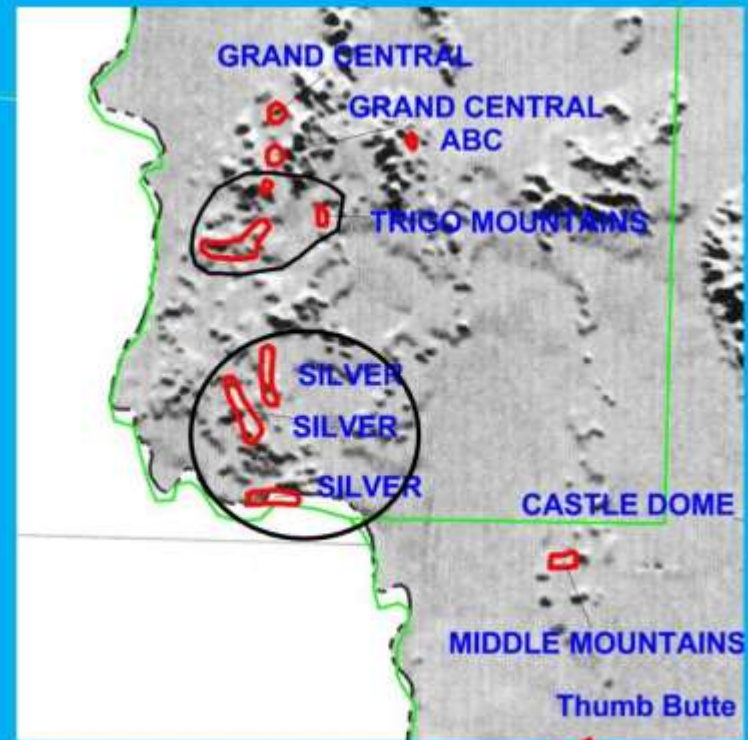 GRAND CENTRAL
GRAND CENTRAL
ABC
TRIGO MOUNTAINS
SILVER
SILVER
SILVER
CASTLE DOME
MIDDLE MOUNTAINS
Thumb Butte